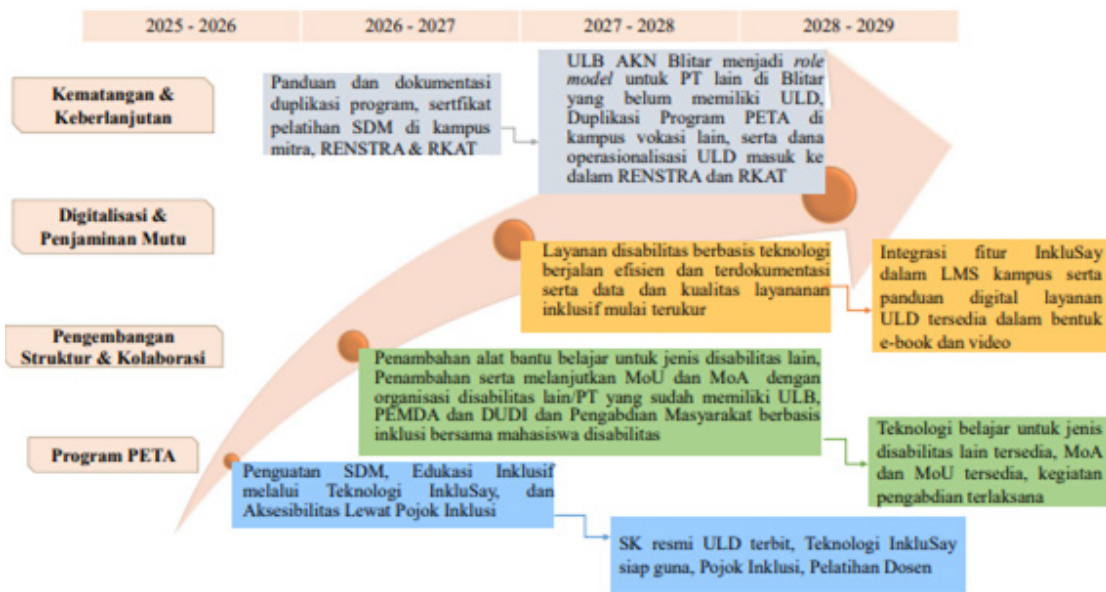 2025 - 2026
2026 - 2027
2027 - 2028
2028 - 2029
Kematangan &
Keberlanjutan
Panduan dan dokumentasi
duplikasi program, sertfikat
pelatihan SDM di kampus
mitra, RENSTRA & RKAT
ULB AKN Blitar menjadi role
model untuk PT lain di Blitar
yang belum memiliki ULD,
Duplikasi Program PETA di
kampus vokasi lain, serta dana
operasionalisasi ULD masuk ke
dalam RENSTRA dan RKAT
Digitalisasi &
Penjaminan Mutu
Layanan disabilitas berbasis teknologi
berjalan efisien dan terdokumentasi
serta data dan kualitas layananan
inklusif mulai terukur
Integrasi fitur InkluSay
dalam LMS kampus serta
panduan digital layanan
ULD tersedia dalam bentuk
e-book dan video
Pengembangan
Struktur & Kolaborasi
Penambahan alat bantu belajar untuk jenis disabilitas lain,
Penambahan serta melanjutkan MoU dan MoA dengan
organisasi disabilitas lain/PT yang sudah memiliki ULB,
PEMDA dan DUDI dan Pengabdian Masyarakat berbasis
inklusi bersama mahasiswa disabilitas
Teknologi belajar untuk jenis
disabilitas lain tersedia, MoA
dan MoU tersedia, kegiatan
pengabdian terlaksana
Program PETA
Penguatan SDM, Edukasi Inklusif
melalui Teknologi InkluSay, dan
Aksesibilitas Lewat Pojok Inklusi
SK resmi ULD terbit, Teknologi InkluSay
siap guna, Pojok Inklusi, Pelatihan Dosen